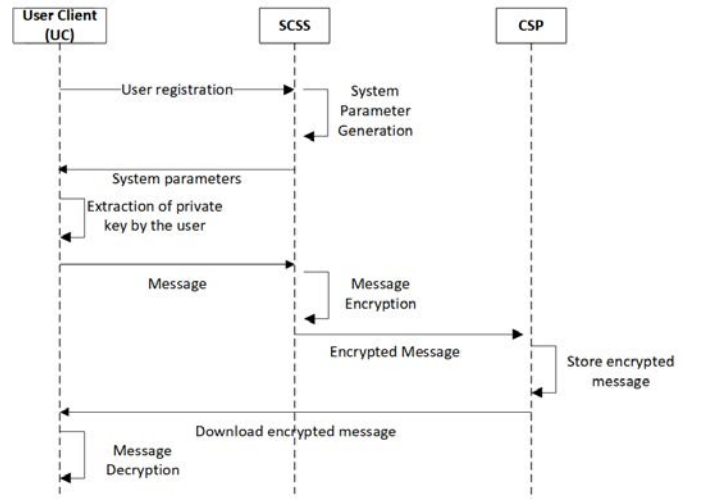 User Client
(UC)
SCSS
CSP
User registration
System
Parameter
Generation
System parameters
Extraction of private
key by the user
Message
Message
Encryption
Encrypted Message
Store encrypted
message
Download encrypted message
Message
Decryption